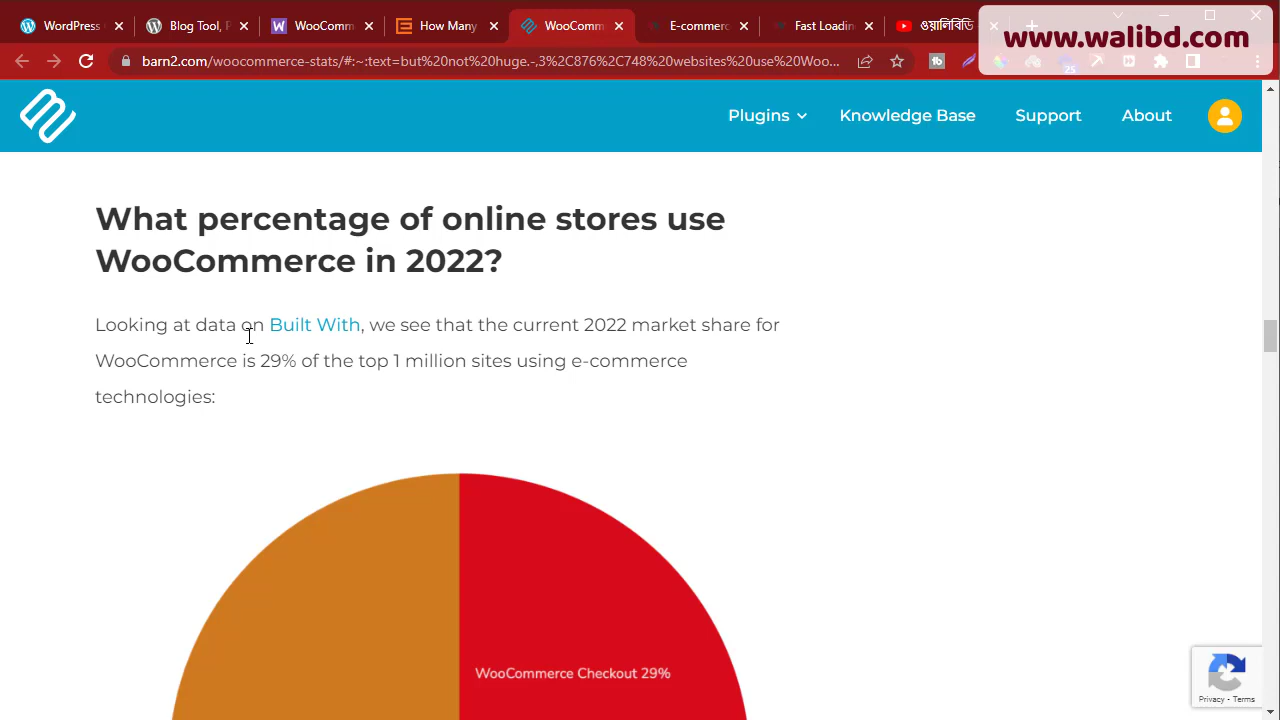 WordPress
Blog Tool, P
WooComm
How Many
WooComm
E-commerc
Fast Loadin
ওয়ালিবিডি
www.walibd.com
barn2.com/woocommerce-stats/#:~:text=but%20not%20huge.-,3%2C876%2C748%20websites%20use%20Woo...
25
Plugins
Knowledge Base
Support
About
What percentage of online stores use
WooCommerce in 2022?
Looking at data on Built With, we see that the current 2022 market share for
WooCommerce is 29% of the top 1 million sites using e-commerce
technologies:
WooCommerce Checkout 29%
Privacy - Terms